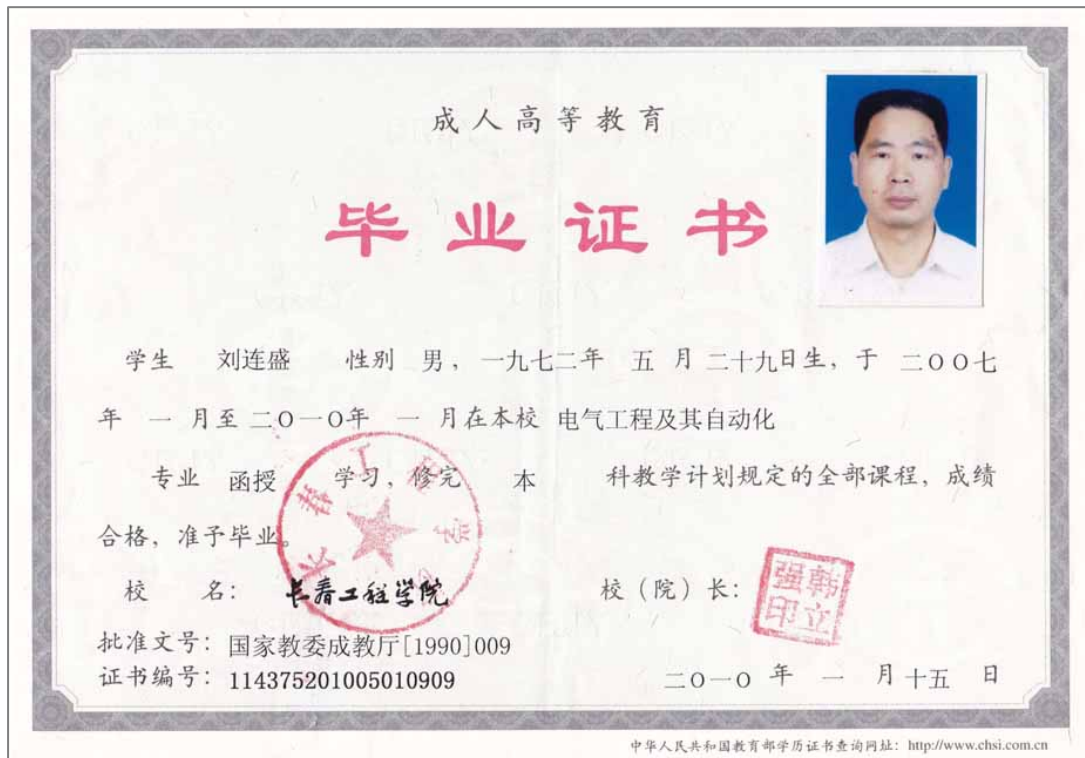 成人高等教育
毕业证书
学生 刘连盛 性别 男，一九七二年 五 月 二十九日生，于 二〇〇七
年 一 月至 二〇一〇年 一 月在本校 电气工程及其自动化
专业 函授 学习，修完 本 科教学计划规定的全部课程，成绩
合格，准予毕业。
校 名： 长春工程学院 校（院）长： 韩立强印
批准文号：国家教委成教厅[1990]009
证书编号：114375201005010909 二〇一〇 年 一 月 十五 日
中华人民共和国教育部学历证书查询网址：http://www.chsi.com.cn